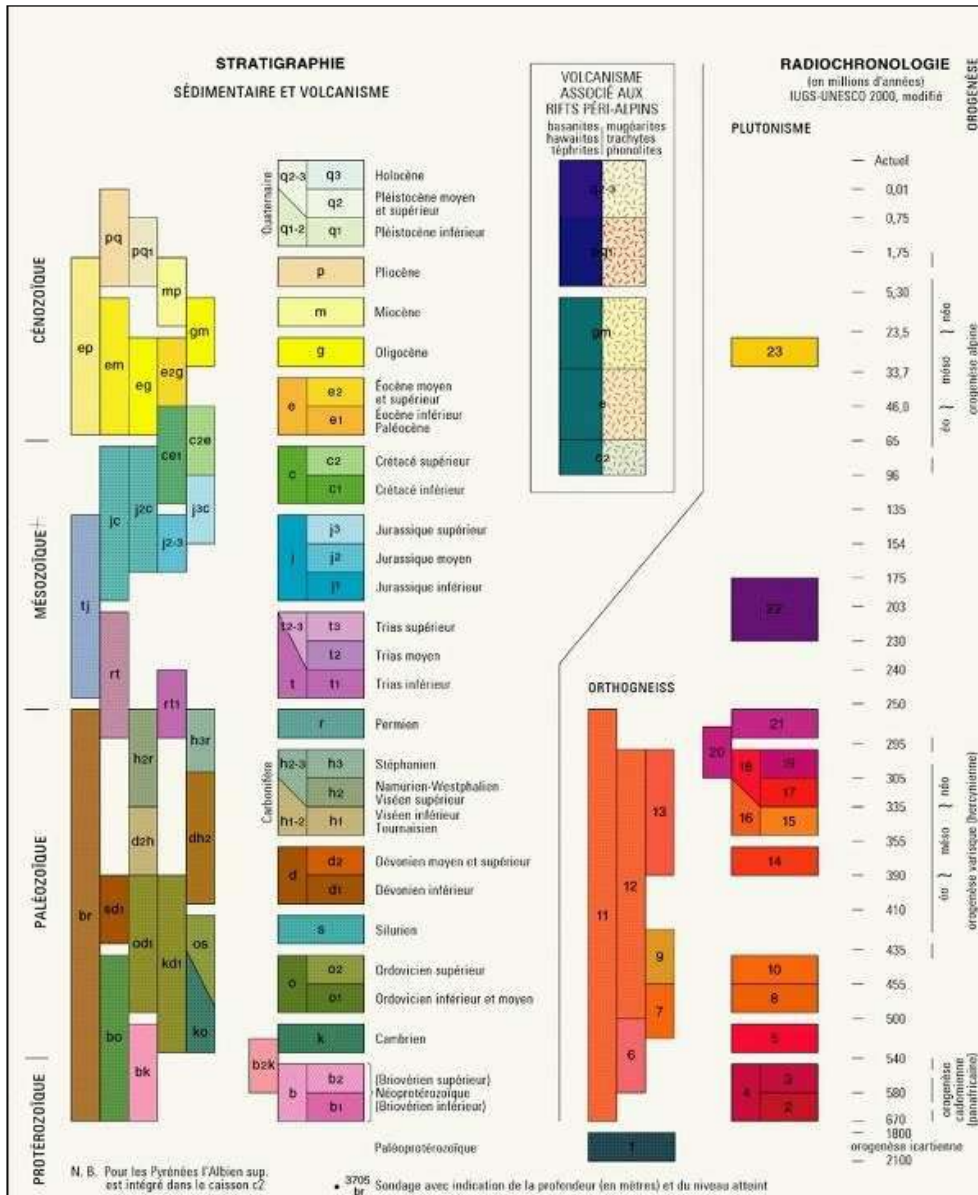 STRATIGRAPHIE
SÉDIMENTAIRE ET VOLCANISME
VOLCANISME
ASSOCIÉ AUX
RIFTS PÉRI-ALPINS
basanites mugéarites
hawaiites trachytes
téphrites phonolites
RADIOCHRONOLOGIE
(en millions d'années)
IUGS-UNESCO 2000, modifié
PLUTONISME
OROGENÈSE
CÉNOZOÏQUE
MÉSOZOÏQUE
PALÉOZOÏQUE
PROTÉROZOÏQUE
pq
pq1
mp
gm
ep
em
eg
e2g
c2e
ce1
jc
j2c
j3c
j2-3
tj
rt
rt1
h3r
h2r
d2h
dh2
br
sd1
od1
kd1
os
ko
bo
bk
b2k
Quaternaire
q2-3
q3
Holocène
q2
Pléistocène moyen
et supérieur
q1-2
q1
Pléistocène inférieur
p
Pliocène
m
Miocène
g
Oligocène
e
e2
Éocène moyen
et supérieur
e1
Éocène inférieur
Paléocène
c
c2
Crétacé supérieur
c1
Crétacé inférieur
j
j3
Jurassique supérieur
j2
Jurassique moyen
j1
Jurassique inférieur
t2-3
t3
Trias supérieur
t2
Trias moyen
t
t1
Trias inférieur
r
Permien
Carbonifère
h2-3
h3
Stéphanien
h2
Namurien-Westphalien
Viséen supérieur
h1-2
h1
Viséen inférieur
Tournaisien
d
d2
Dévonien moyen et supérieur
d1
Dévonien inférieur
s
Silurien
o
o2
Ordovicien supérieur
o1
Ordovicien inférieur et moyen
k
Cambrien
b
b2
(Briovérien supérieur)
Néoprotérozoïque
b1
(Briovérien inférieur)
Paléoprotérozoïque
q2-3
pq1
gm
e
c2
ORTHOGNEISS
11
12
13
9
7
6
1
23
22
21
20
18
19
17
16
15
14
10
8
5
4
3
2
Actuel
0,01
0,75
1,75
5,30
23,5
33,7
46,0
65
96
135
154
175
203
230
240
250
295
305
335
355
390
410
435
455
500
540
580
670
1800
2100
néo
méso
éo
orogenèse alpine
néo
méso
éo
orogenèse varisque (hercynienne)
orogenèse
cadomienne
(panafricaine)
orogenèse icartienne
N. B. Pour les Pyrénées l'Albien sup.
est intégré dans le caisson c2
3705
br
Sondage avec indication de la profondeur (en mètres) et du niveau atteint